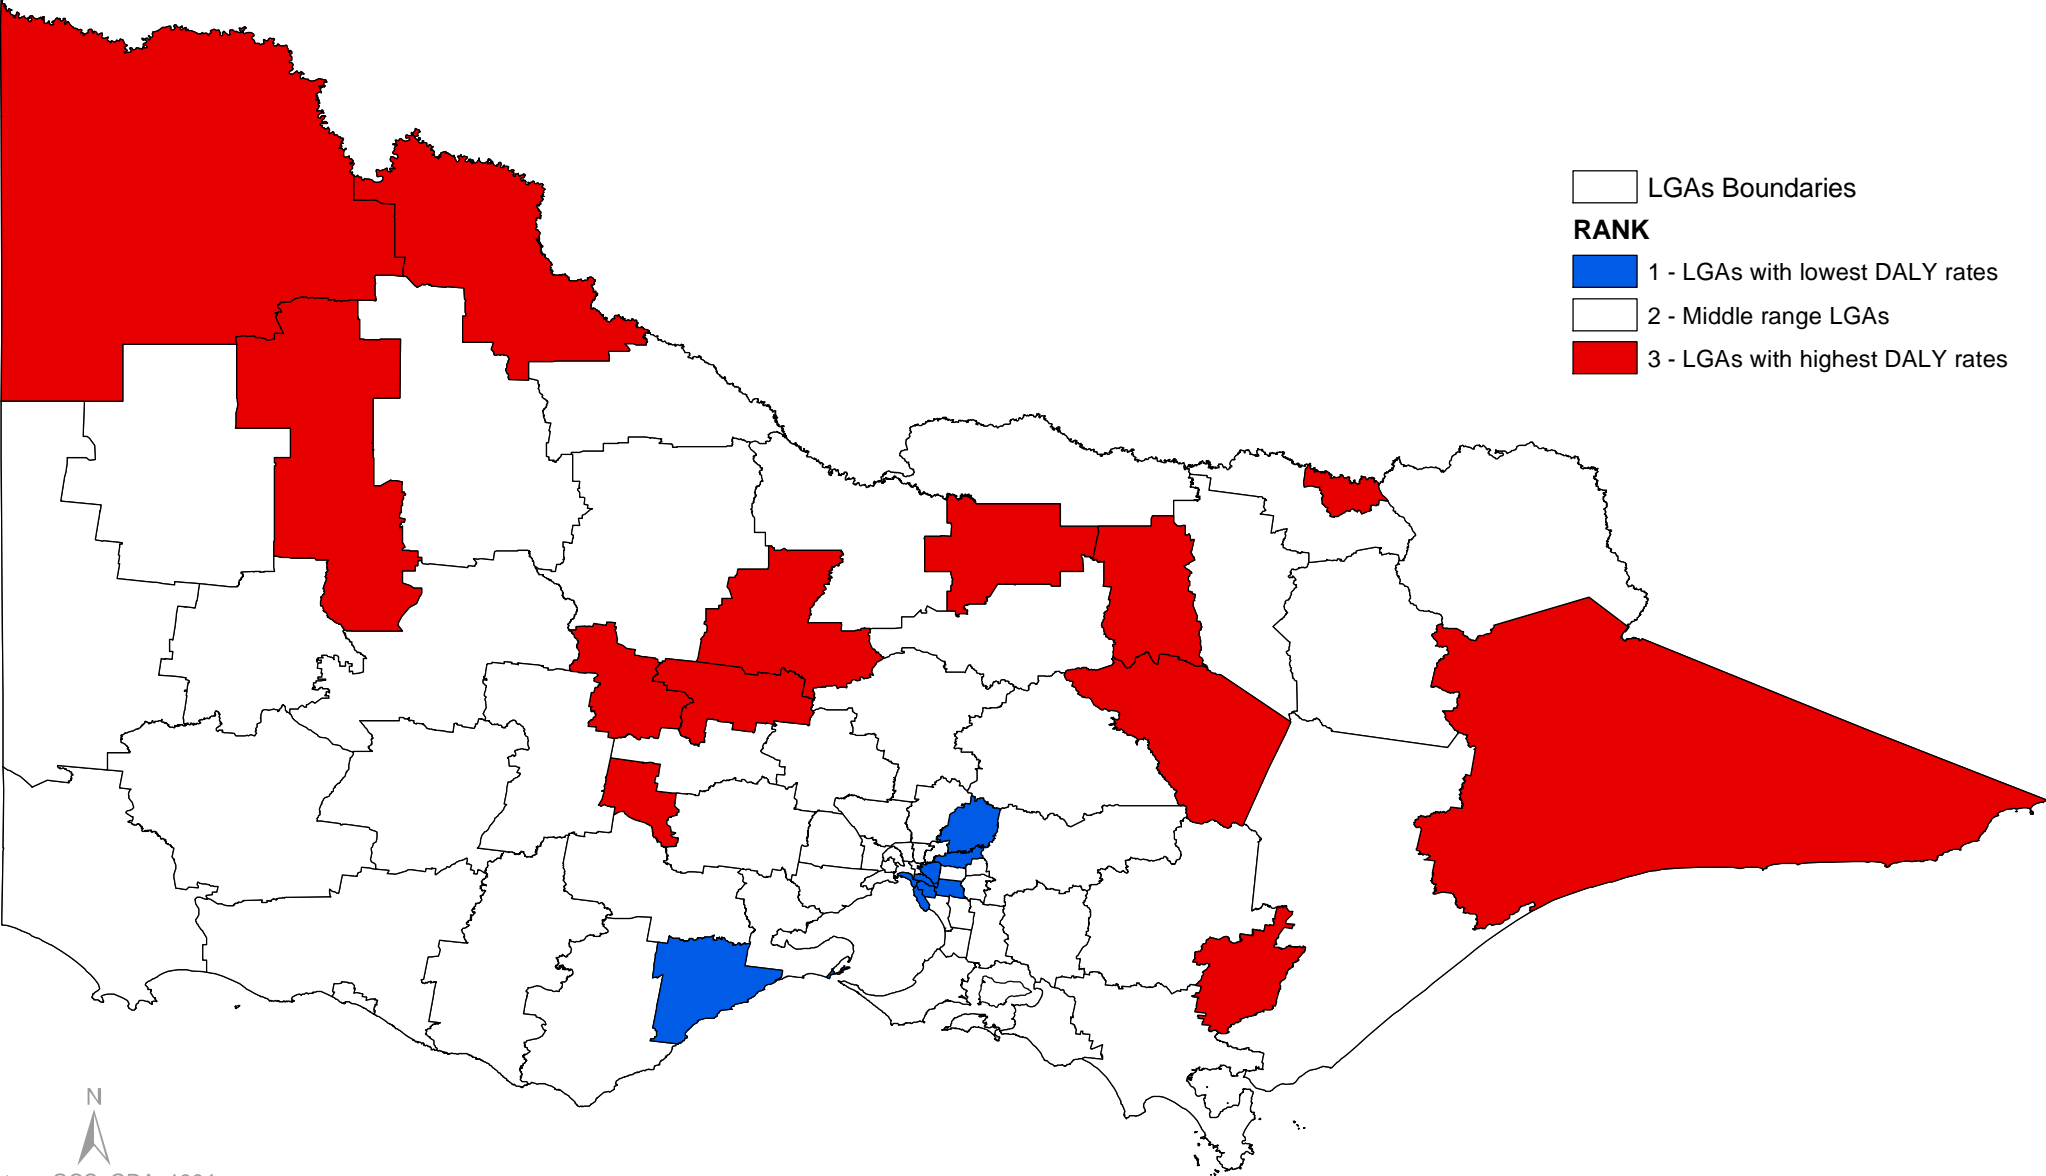 LGAs Boundaries
RANK
1 - LGAs with lowest DALY rates
2 - Middle range LGAs
3 - LGAs with highest DALY rates
N